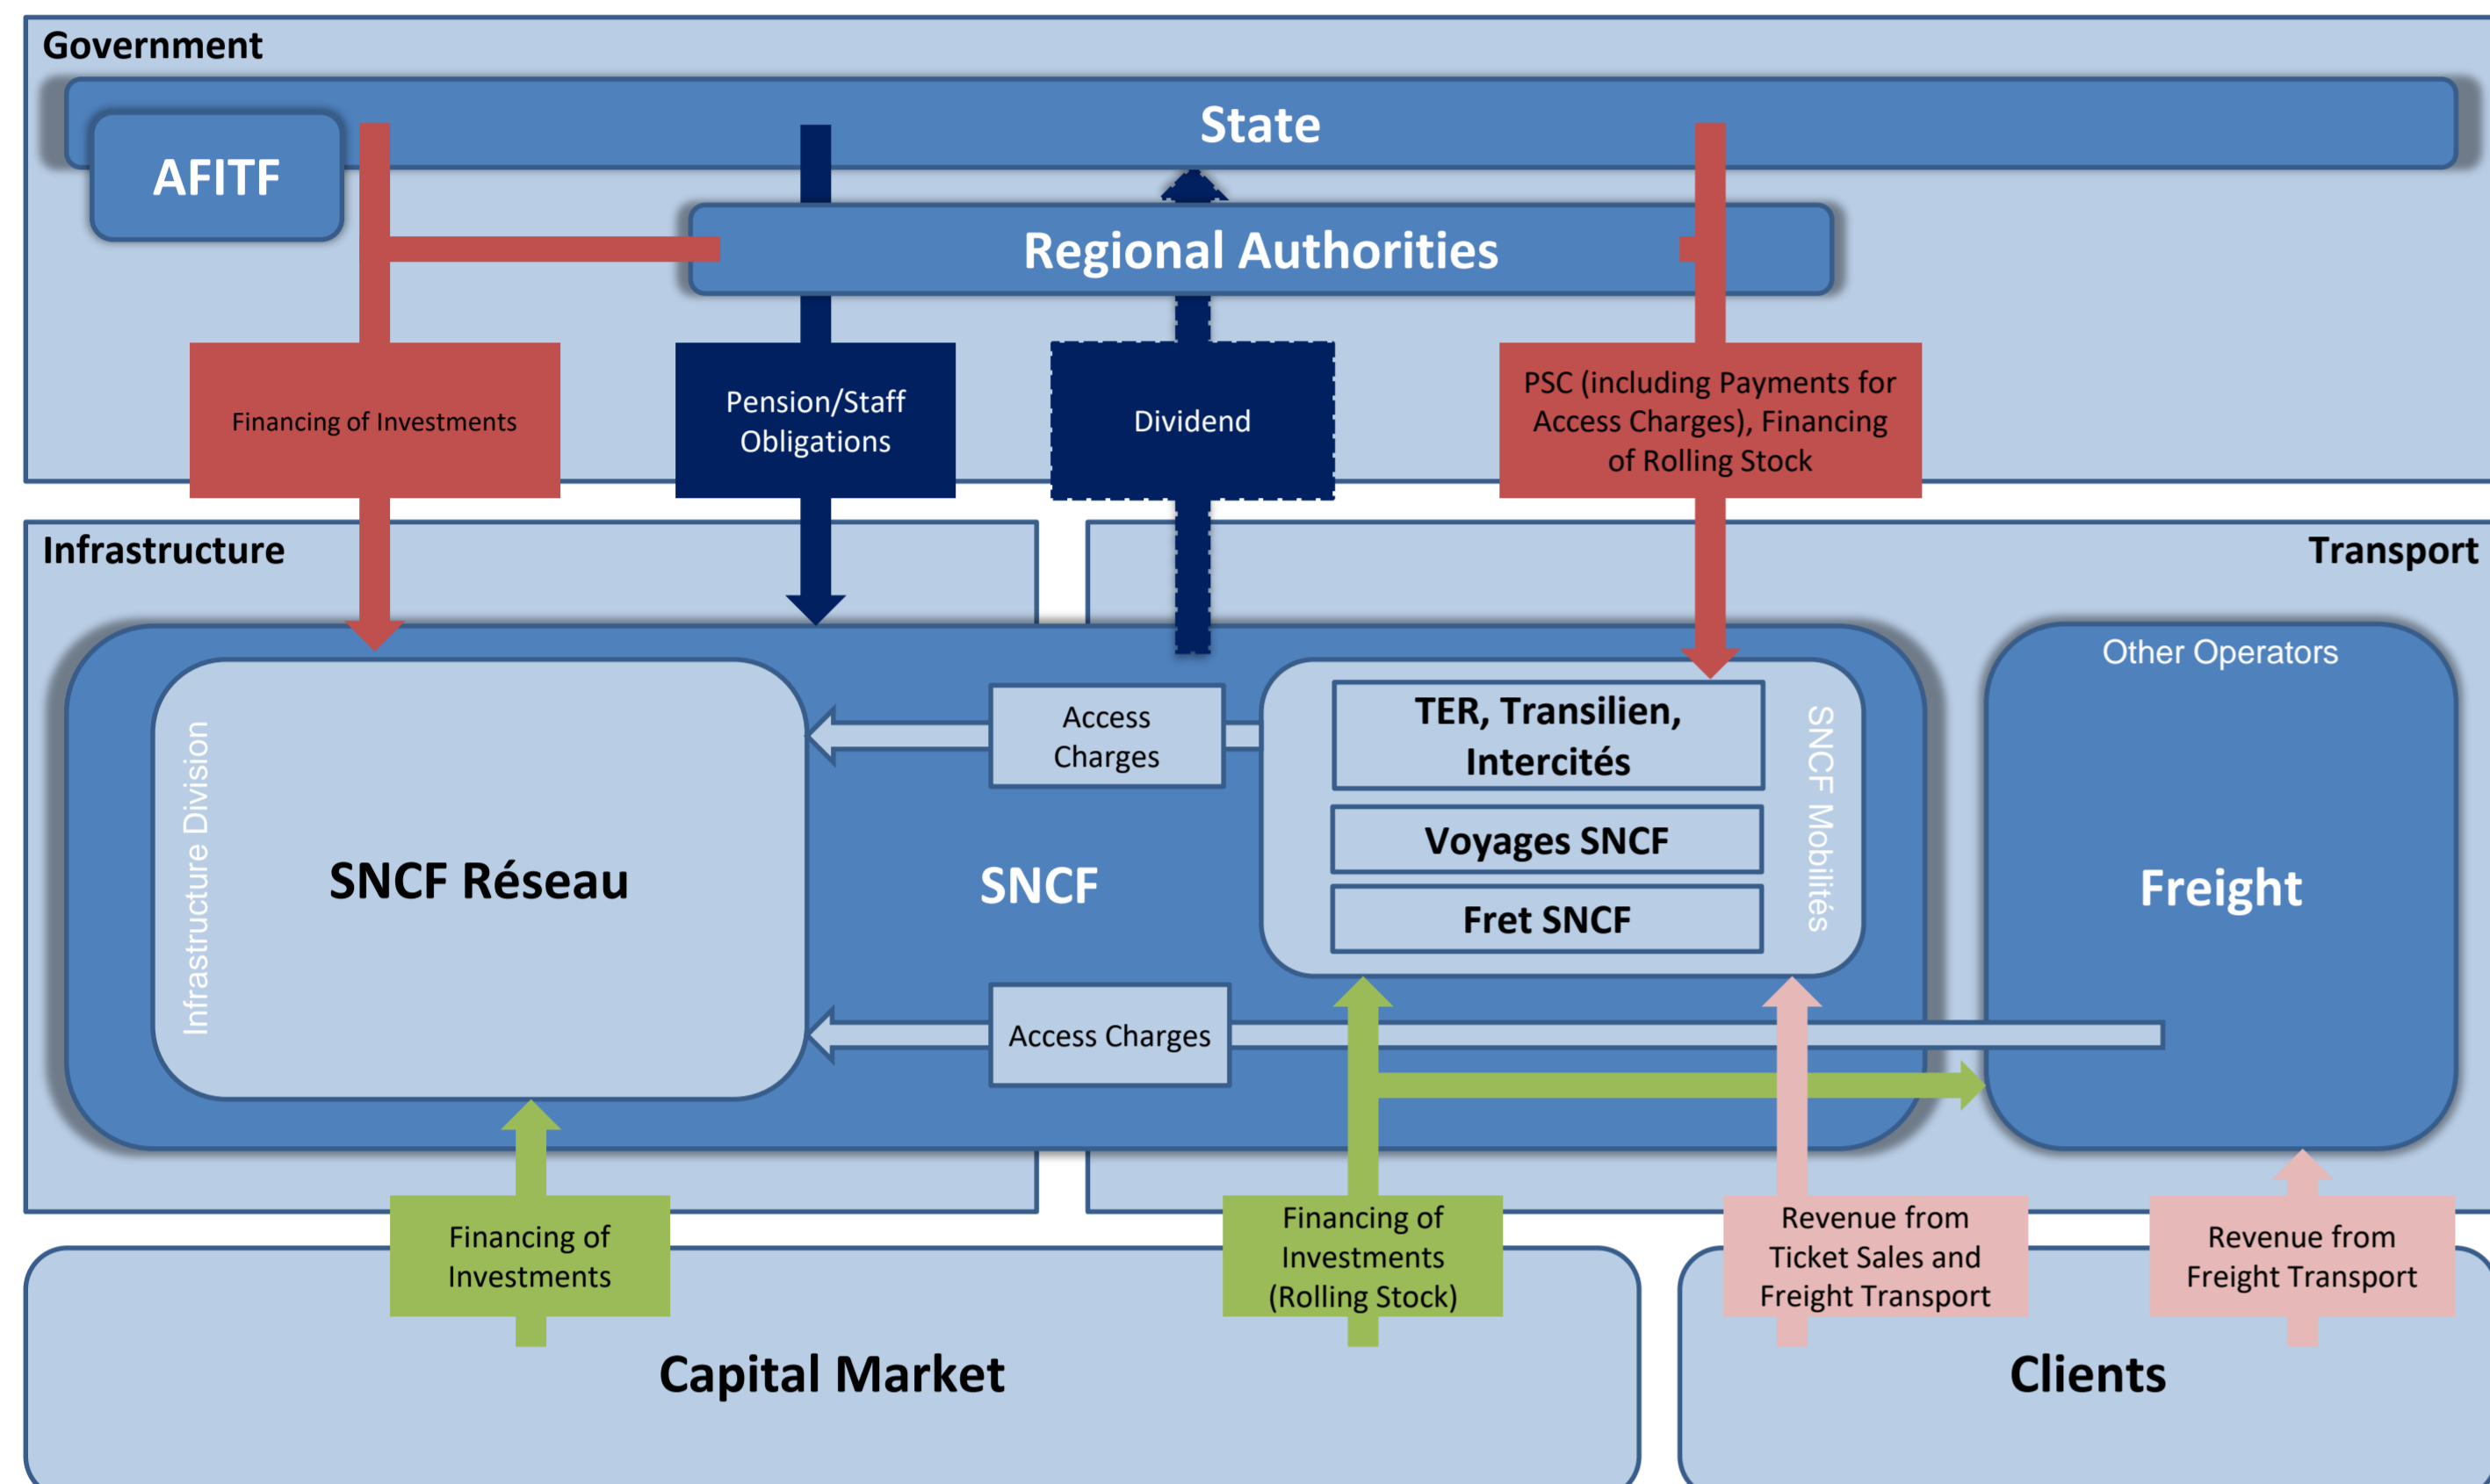 Government
State
AFITF
Regional Authorities
Financing of Investments
Pension/Staff
Obligations
Dividend
PSC (including Payments for
Access Charges), Financing
of Rolling Stock
Infrastructure
Transport
Infrastructure Division
SNCF Réseau
Access
Charges
SNCF
Access Charges
TER, Transilien,
Intercités
Voyages SNCF
Fret SNCF
SNCF Mobilités
Other Operators
Freight
Financing of
Investments
Financing of
Investments
(Rolling Stock)
Revenue from
Ticket Sales and
Freight Transport
Revenue from
Freight Transport
Capital Market
Clients